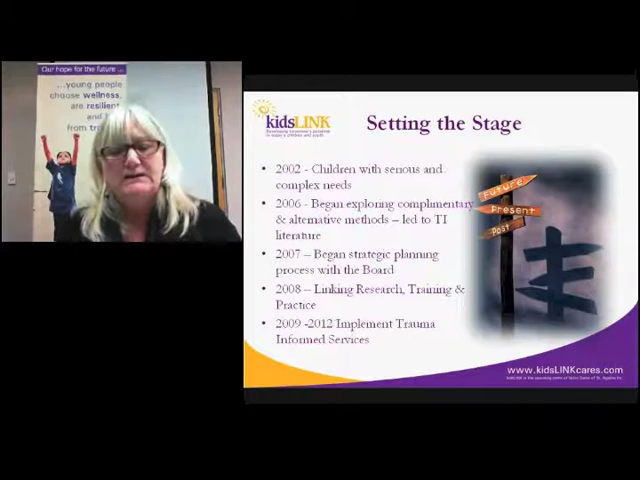 Our hope for the future ...
...young people
choose wellness,
are resilient
and
from
kidsLINK
Setting the Stage
• 2002 - Children with serious and
complex needs
• 2006 - Began exploring complimentary
& alternative methods – led to TI
literature
• 2007 – Began strategic planning
process with the Board
• 2008 – Linking Research, Training &
Practice
• 2009 -2012 Implement Trauma
Informed Services
Future
Present
Past
www.kidsLINKcares.com